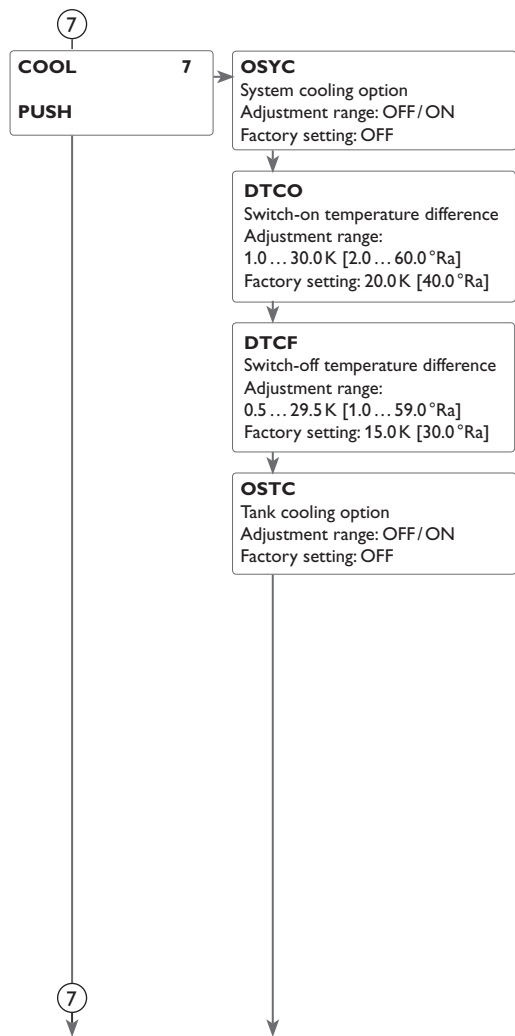 7
COOL 7
PUSH
OSYC
System cooling option
Adjustment range: OFF/ON
Factory setting: OFF
DTCO
Switch-on temperature difference
Adjustment range:
1.0 … 30.0 K [2.0 … 60.0 °Ra]
Factory setting: 20.0 K [40.0 °Ra]
DTCF
Switch-off temperature difference
Adjustment range:
0.5 … 29.5 K [1.0 … 59.0 °Ra]
Factory setting: 15.0 K [30.0 °Ra]
OSTC
Tank cooling option
Adjustment range: OFF/ON
Factory setting: OFF
7